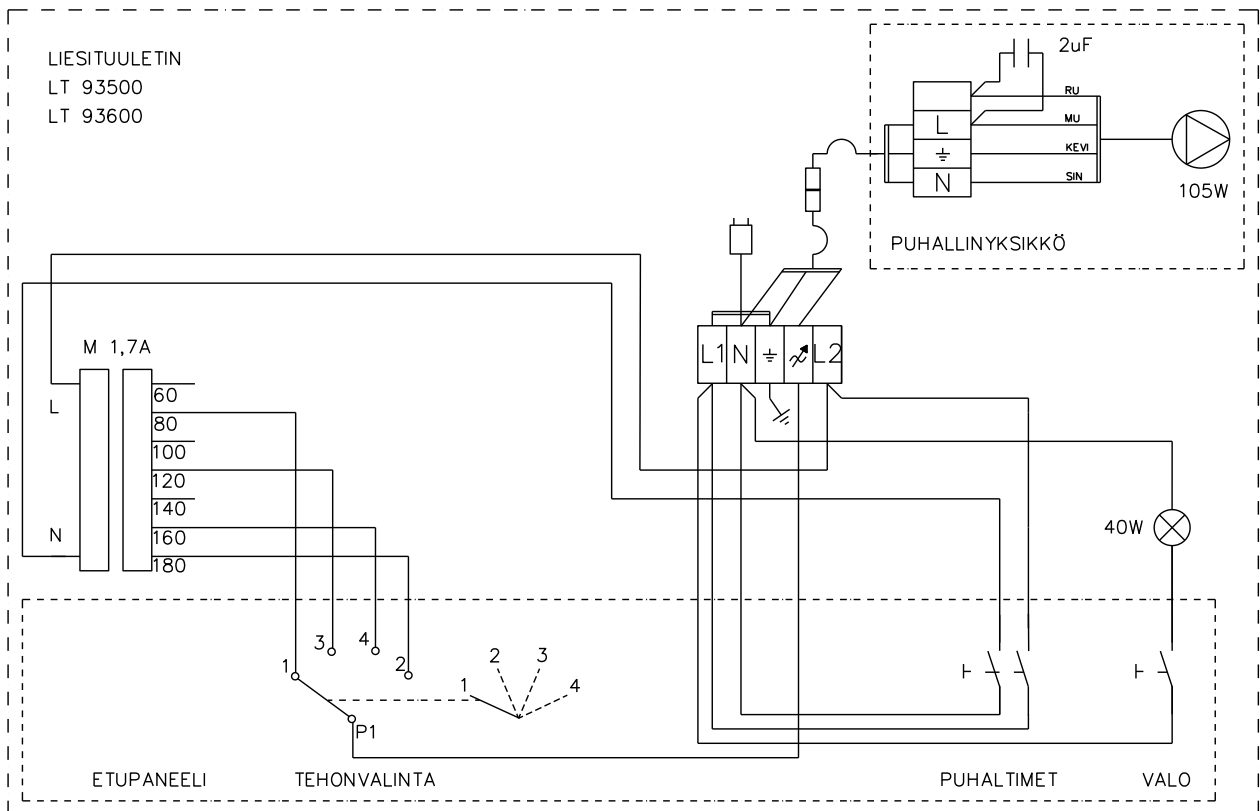 LIESITUULETIN
LT 93500
LT 93600
2uF
RU
L
MU
KEVI
N
SIN
105W
PUHALLINYKSIKKÖ
M 1,7A
L1 N L2
60
L
80
100
120
140
N
160
180
40W
3
4
1
2
1
2
3
4
P1
ETUPANEELI
TEHONVALINTA
PUHALTIMET
VALO